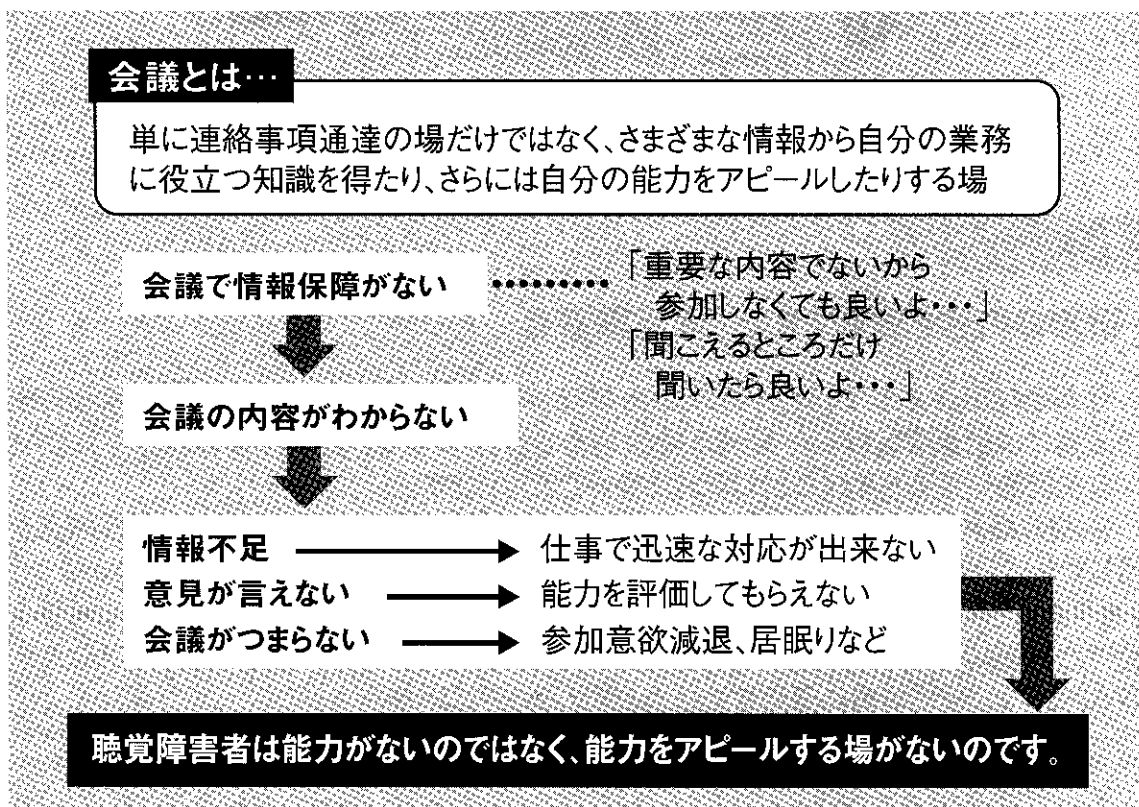 会議とは…
単に連絡事項通達の場だけではなく、さまざまな情報から自分の業務
に役立つ知識を得たり、さらには自分の能力をアピールしたりする場
会議で情報保障がない
「重要な内容でないから
参加しなくても良いよ･･･」
「聞こえるところだけ
聞いたら良いよ･･･」
会議の内容がわからない
情報不足 → 仕事で迅速な対応が出来ない
意見が言えない → 能力を評価してもらえない
会議がつまらない → 参加意欲減退、居眠りなど
聴覚障害者は能力がないのではなく、能力をアピールする場がないのです。